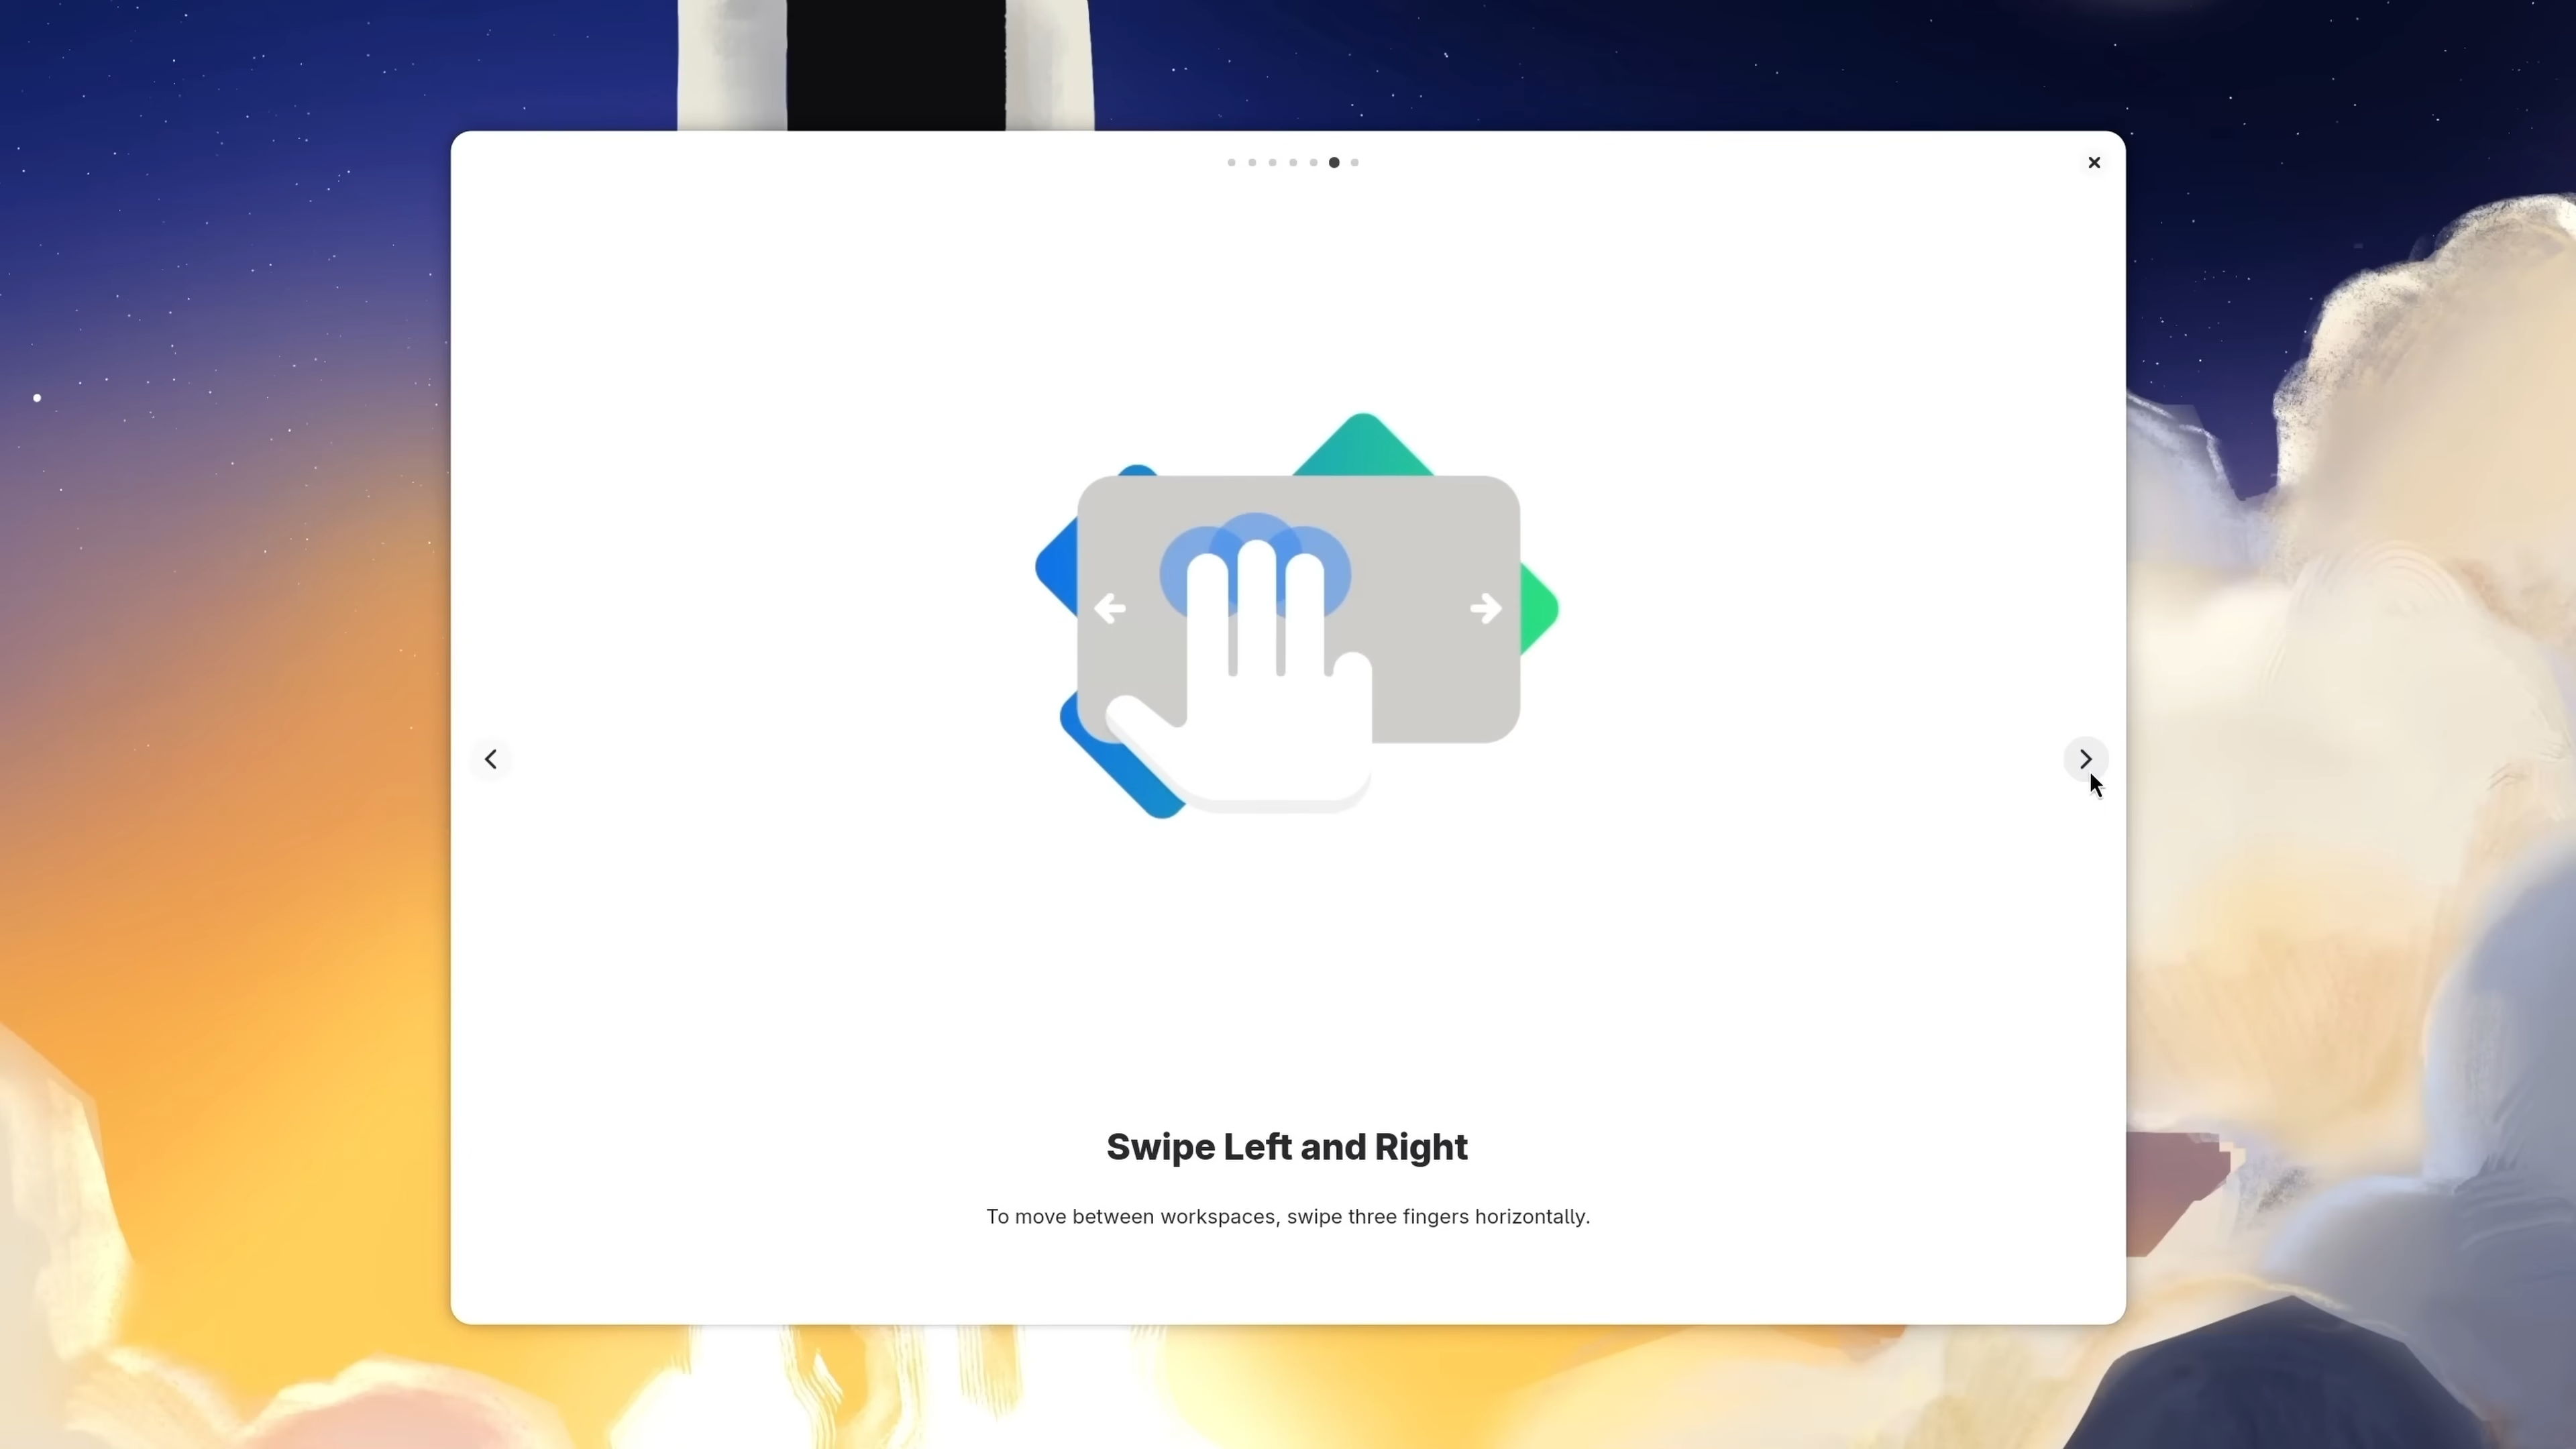 Swipe Left and Right
To move between workspaces, swipe three fingers horizontally.